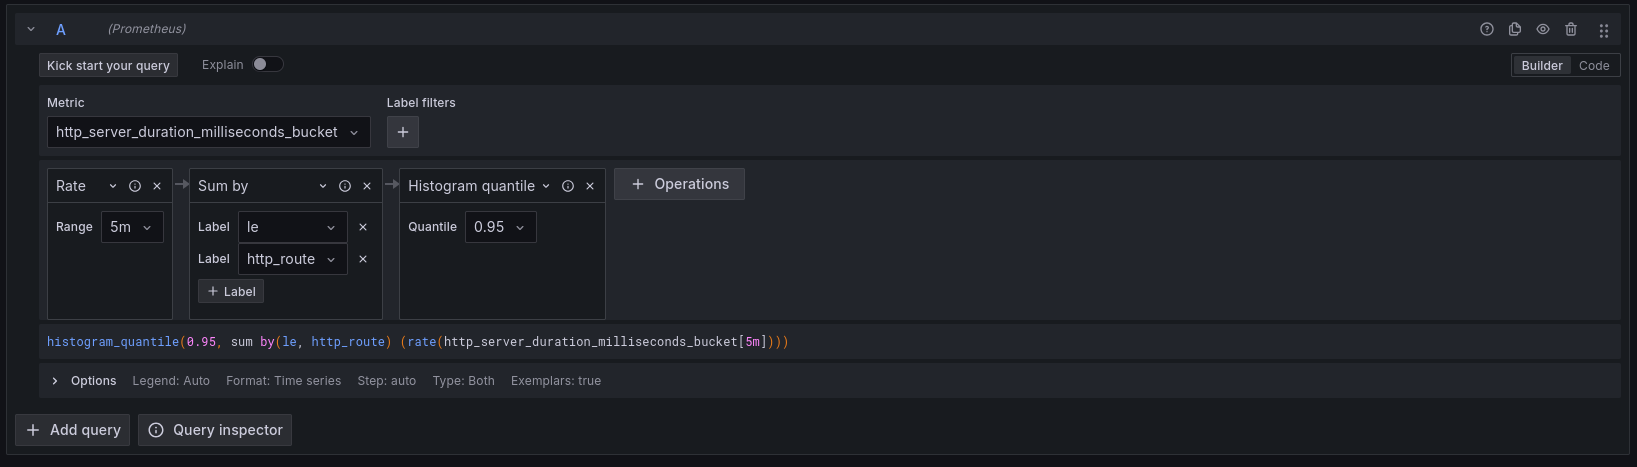 A (Prometheus)
Kick start your query Explain Builder Code
Metric Label filters
http_server_duration_milliseconds_bucket
Rate Sum by Histogram quantile Operations
Range 5m Label le Quantile 0.95
Label http_route
Label
histogram_quantile(0.95, sum by(le, http_route) (rate(http_server_duration_milliseconds_bucket[5m])))
Options Legend: Auto Format: Time series Step: auto Type: Both Exemplars: true
Add query Query inspector